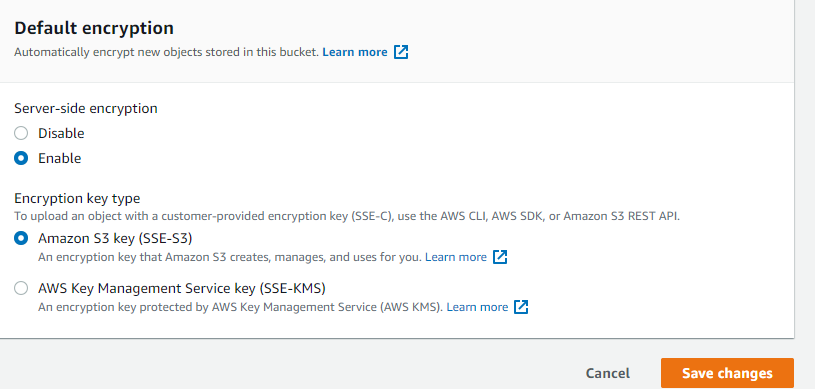 Default encryption
Automatically encrypt new objects stored in this bucket. Learn more
Server-side encryption
Disable
Enable
Encryption key type
To upload an object with a customer-provided encryption key (SSE-C), use the AWS CLI, AWS SDK, or Amazon S3 REST API.
Amazon S3 key (SSE-S3)
An encryption key that Amazon S3 creates, manages, and uses for you. Learn more
AWS Key Management Service key (SSE-KMS)
An encryption key protected by AWS Key Management Service (AWS KMS). Learn more
Cancel Save changes